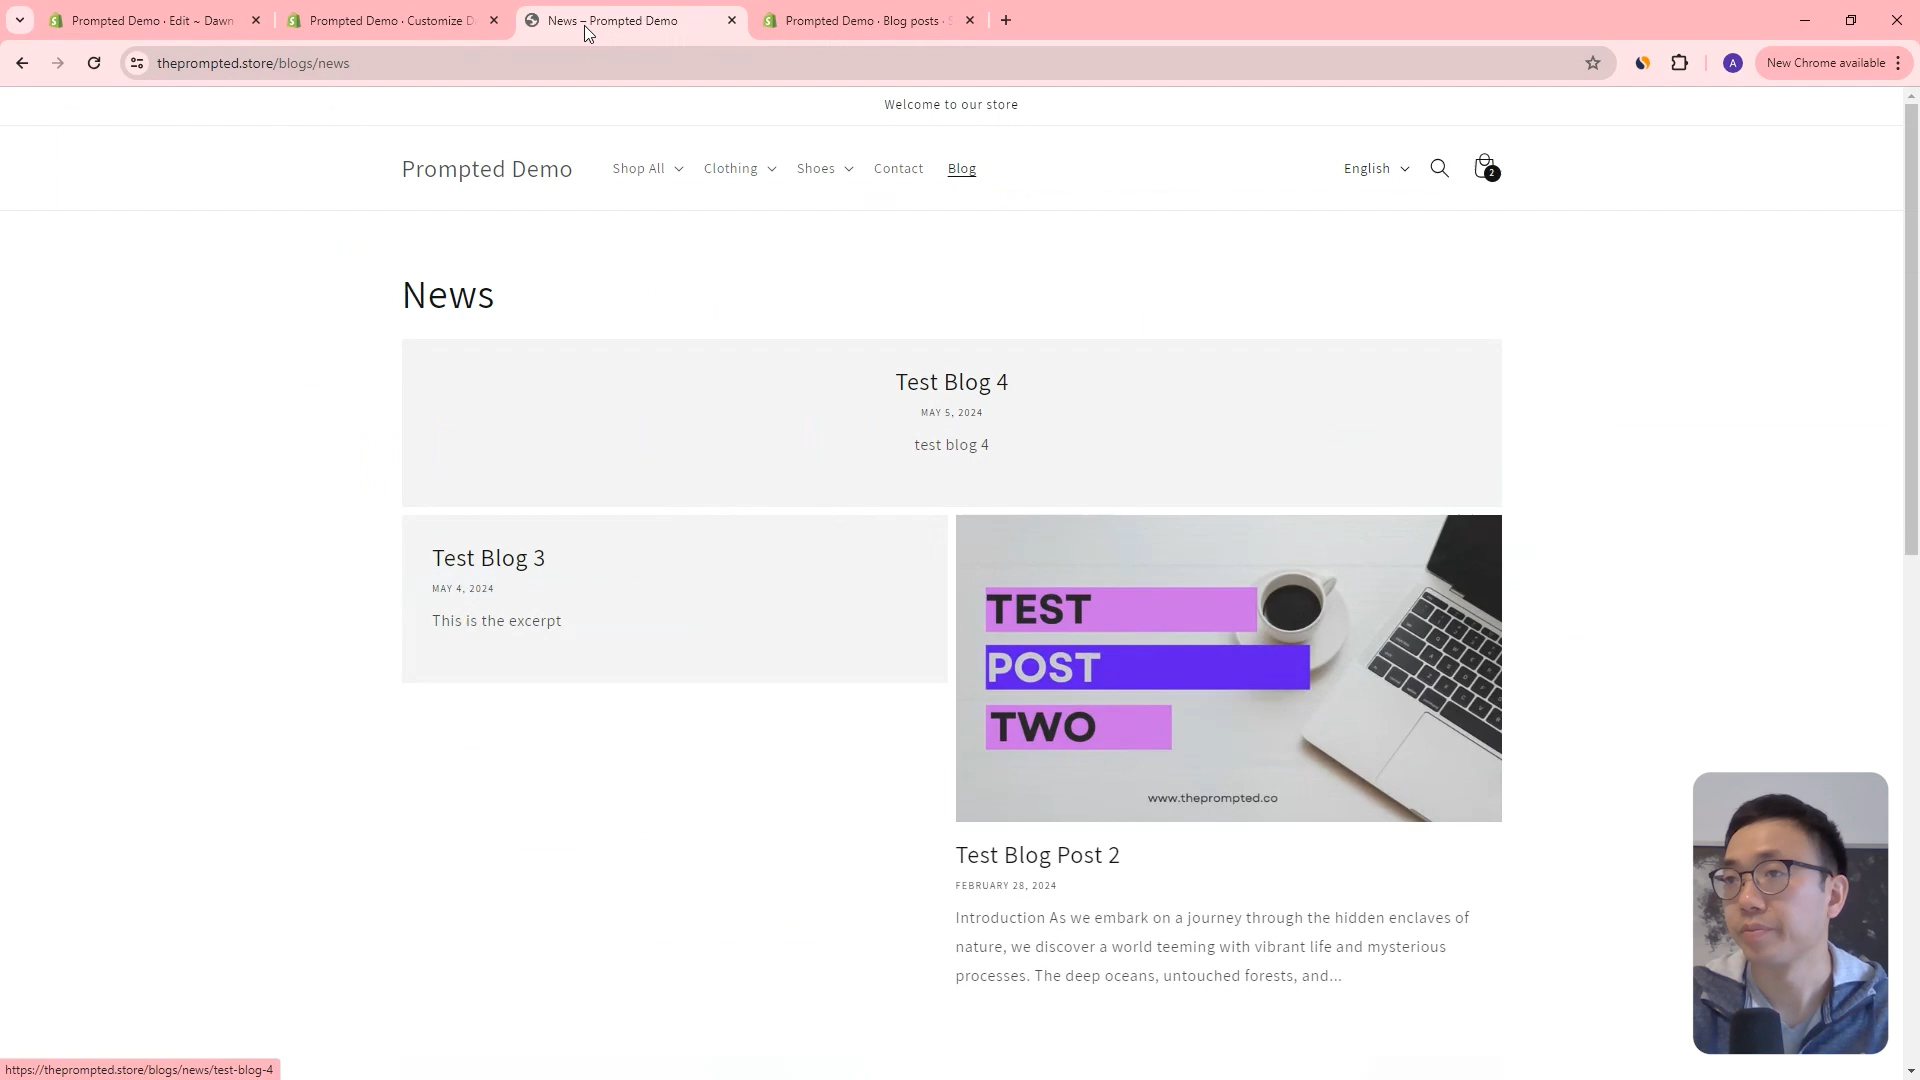 Prompted Demo · Edit ~ Dawn
Prompted Demo · Customize D
News – Prompted Demo
Prompted Demo · Blog posts · S
theprompted.store/blogs/news
A
New Chrome available
Welcome to our store
Prompted Demo
Shop All
Clothing
Shoes
Contact
Blog
English
2
News
Test Blog 4
MAY 5, 2024
test blog 4
Test Blog 3
MAY 4, 2024
This is the excerpt
TEST
POST
TWO
www.theprompted.co
Test Blog Post 2
FEBRUARY 28, 2024
Introduction As we embark on a journey through the hidden enclaves of
nature, we discover a world teeming with vibrant life and mysterious
processes. The deep oceans, untouched forests, and...
https://theprompted.store/blogs/news/test-blog-4